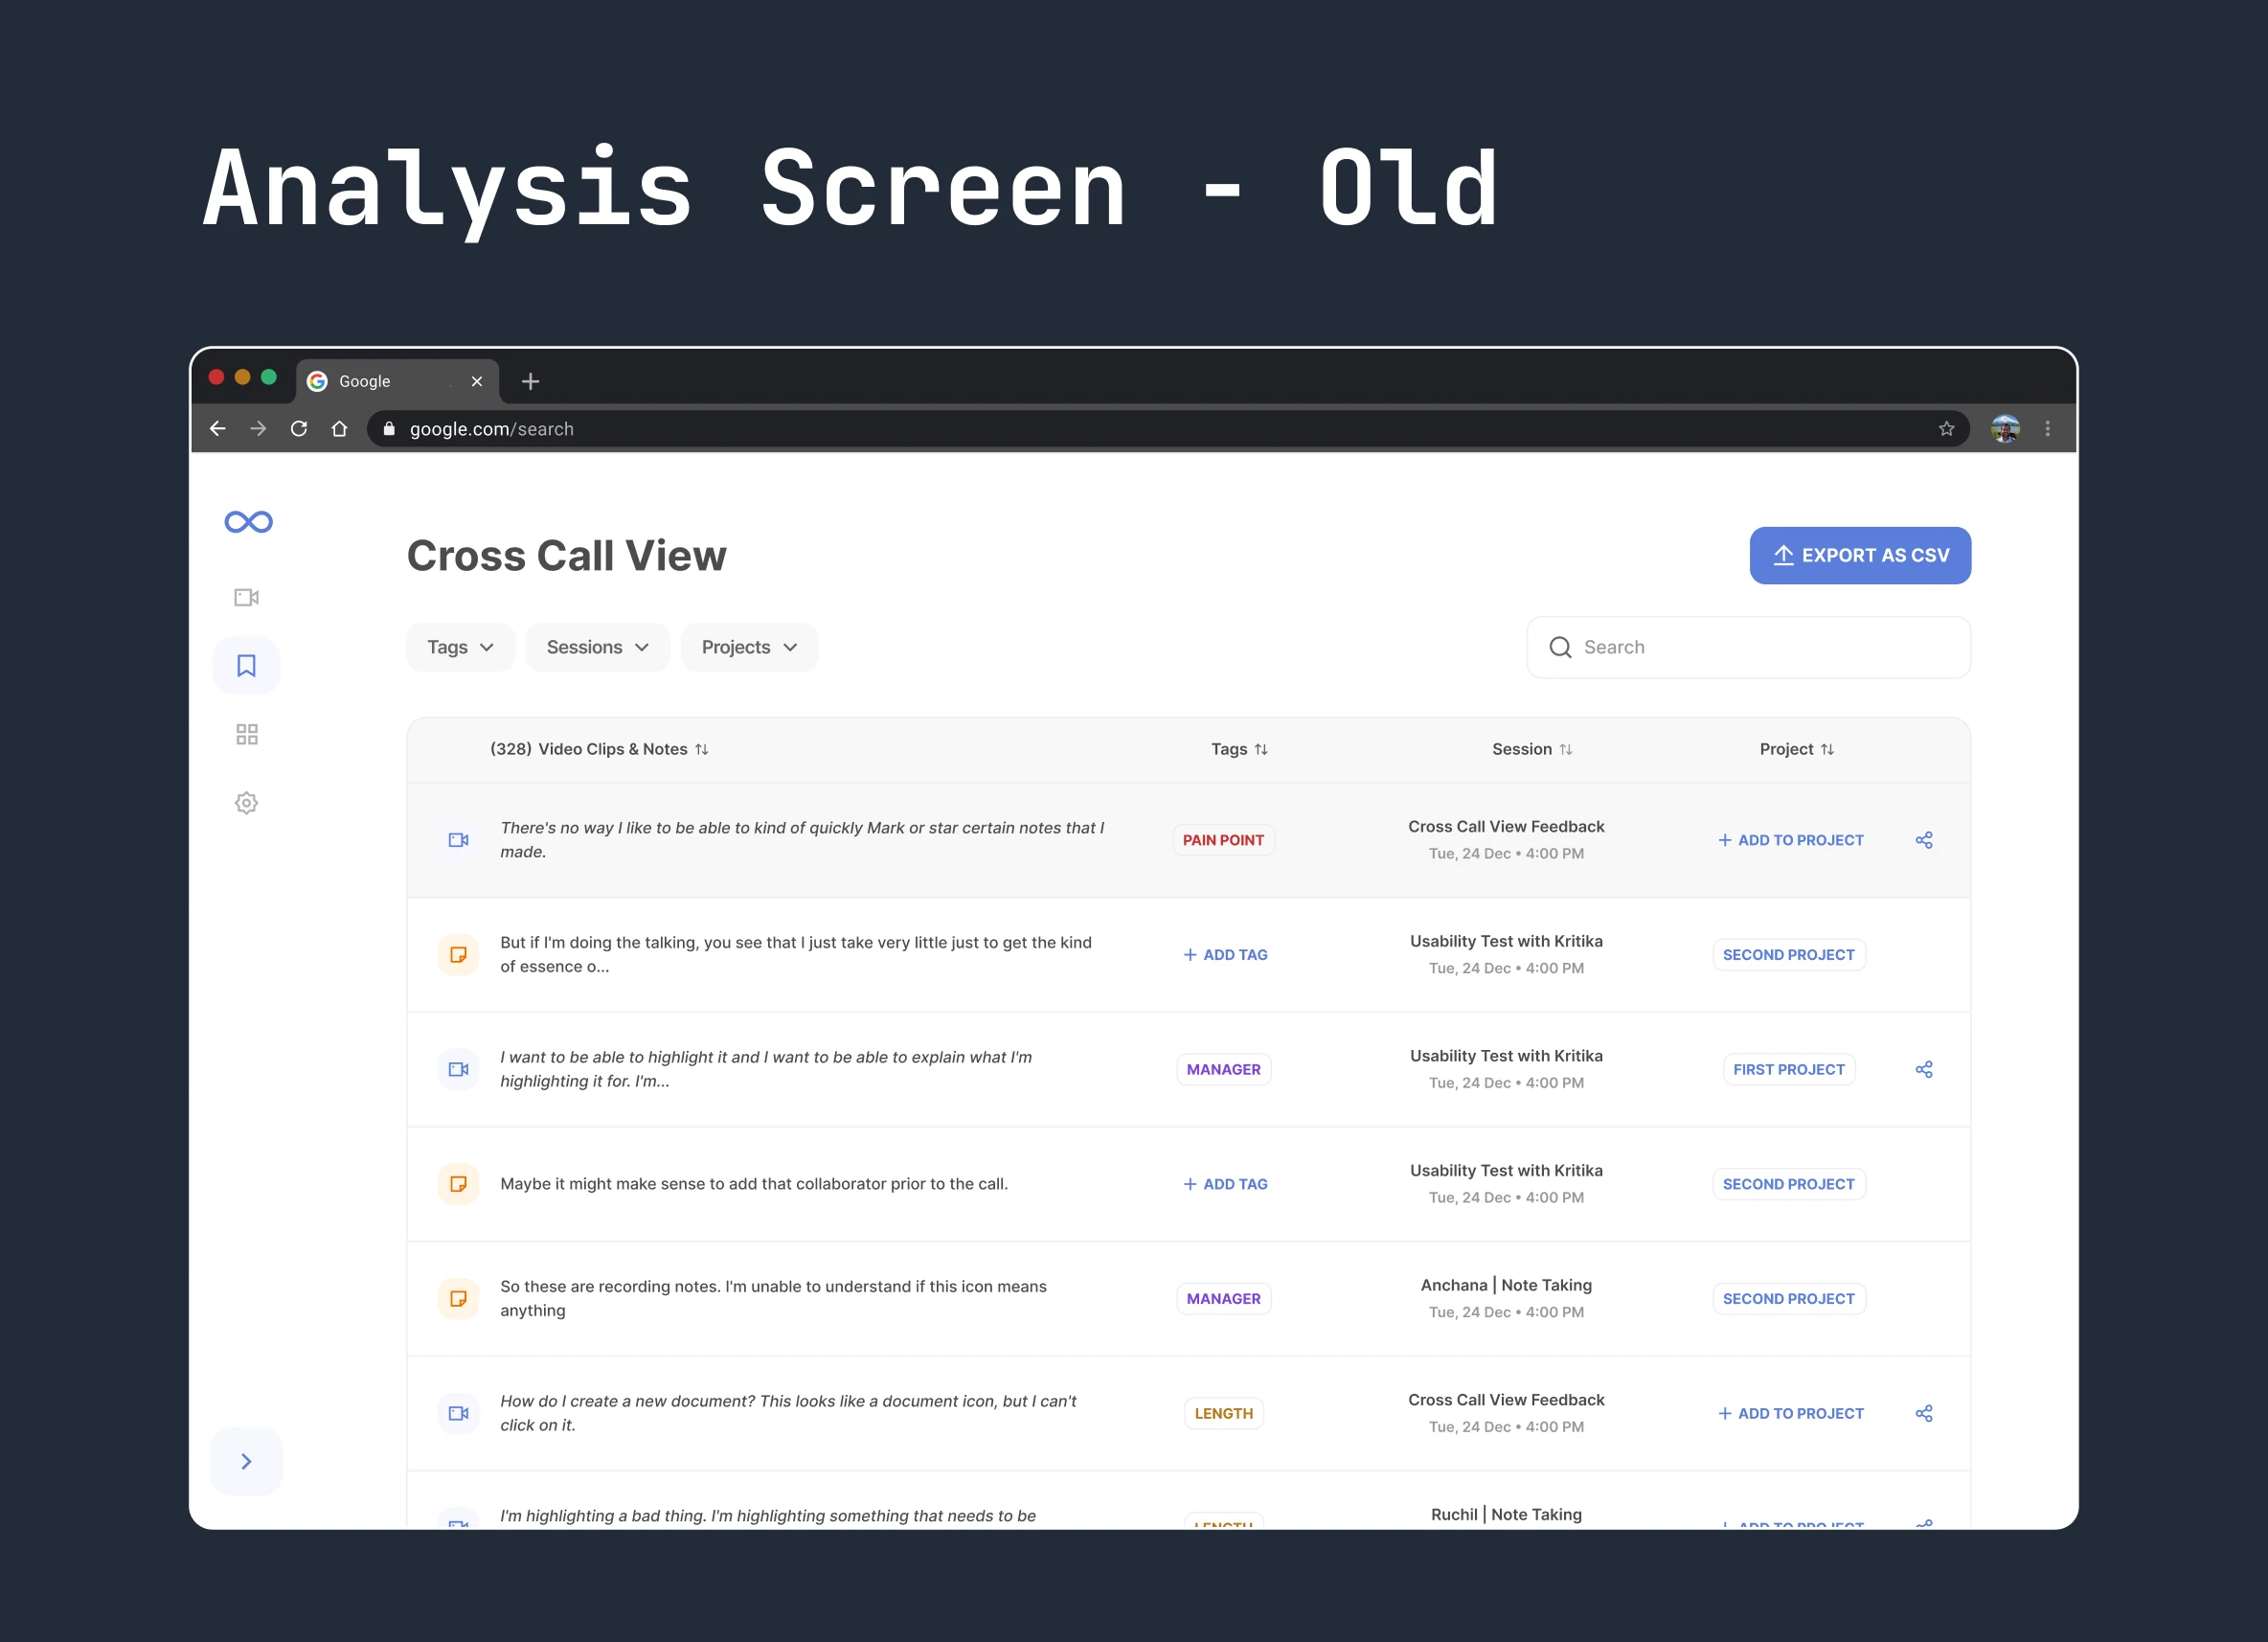 Analysis Screen - Old
Google
google.com/search
Cross Call View
EXPORT AS CSV
Tags
Sessions
Projects
Search
(328) Video Clips & Notes
Tags
Session
Project
There's no way I like to be able to kind of quickly Mark or star certain notes that I
made.
PAIN POINT
Cross Call View Feedback
Tue, 24 Dec • 4:00 PM
+ ADD TO PROJECT
But if I'm doing the talking, you see that I just take very little just to get the kind
of essence o...
+ ADD TAG
Usability Test with Kritika
Tue, 24 Dec • 4:00 PM
SECOND PROJECT
I want to be able to highlight it and I want to be able to explain what I'm
highlighting it for. I'm...
MANAGER
Usability Test with Kritika
Tue, 24 Dec • 4:00 PM
FIRST PROJECT
Maybe it might make sense to add that collaborator prior to the call.
+ ADD TAG
Usability Test with Kritika
Tue, 24 Dec • 4:00 PM
SECOND PROJECT
So these are recording notes. I'm unable to understand if this icon means
anything
MANAGER
Anchana | Note Taking
Tue, 24 Dec • 4:00 PM
SECOND PROJECT
How do I create a new document? This looks like a document icon, but I can't
click on it.
LENGTH
Cross Call View Feedback
Tue, 24 Dec • 4:00 PM
+ ADD TO PROJECT
I'm highlighting a bad thing. I'm highlighting something that needs to be
LENGTH
Ruchil | Note Taking
+ ADD TO PROJECT